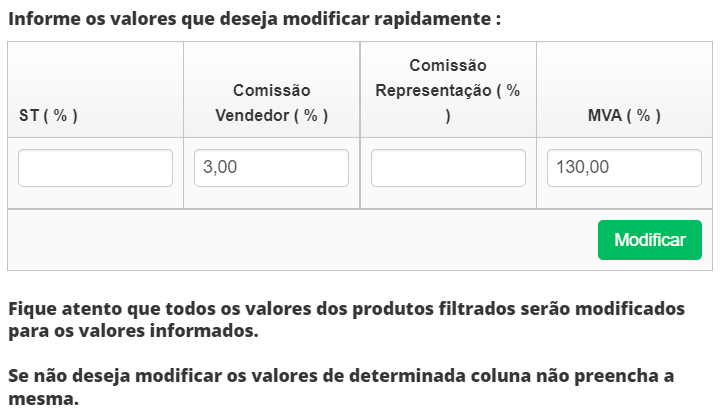 Informe os valores que deseja modificar rapidamente :
ST ( % )
Comissão
Vendedor ( % )
Comissão
Representação ( %
)
MVA ( % )
3,00
130,00
Modificar
Fique atento que todos os valores dos produtos filtrados serão modificados
para os valores informados.
Se não deseja modificar os valores de determinada coluna não preencha a
mesma.